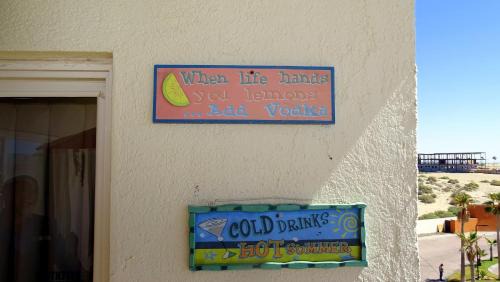 When life hands
you lemons
... Add Vodka
COLD DRINKS
HOT SUMMER